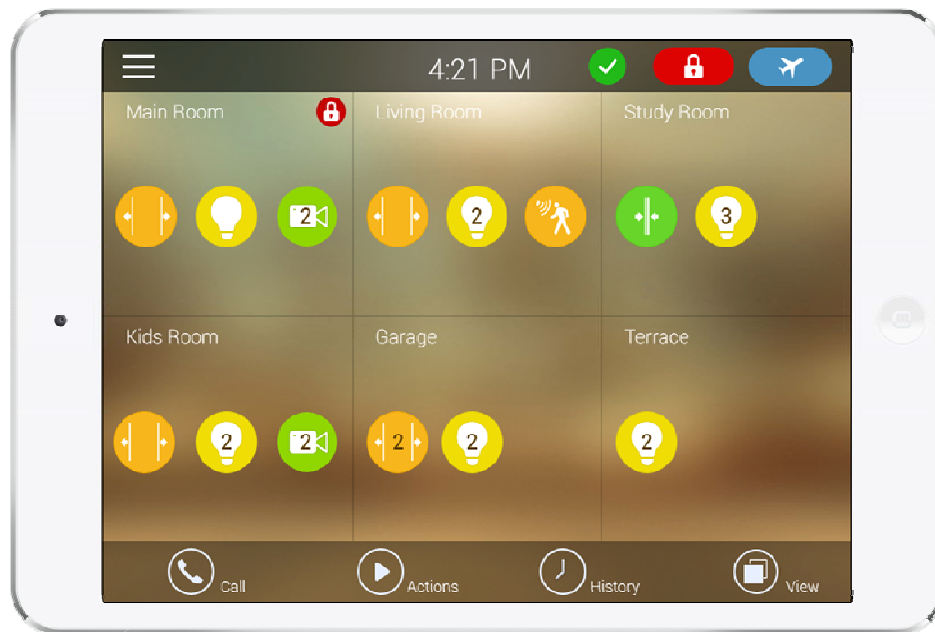 4:21 PM
Main Room
Living Room
Study Room
2
2
3
Kids Room
Garage
Terrace
2
2
2
2
2
Call
Actions
History
View